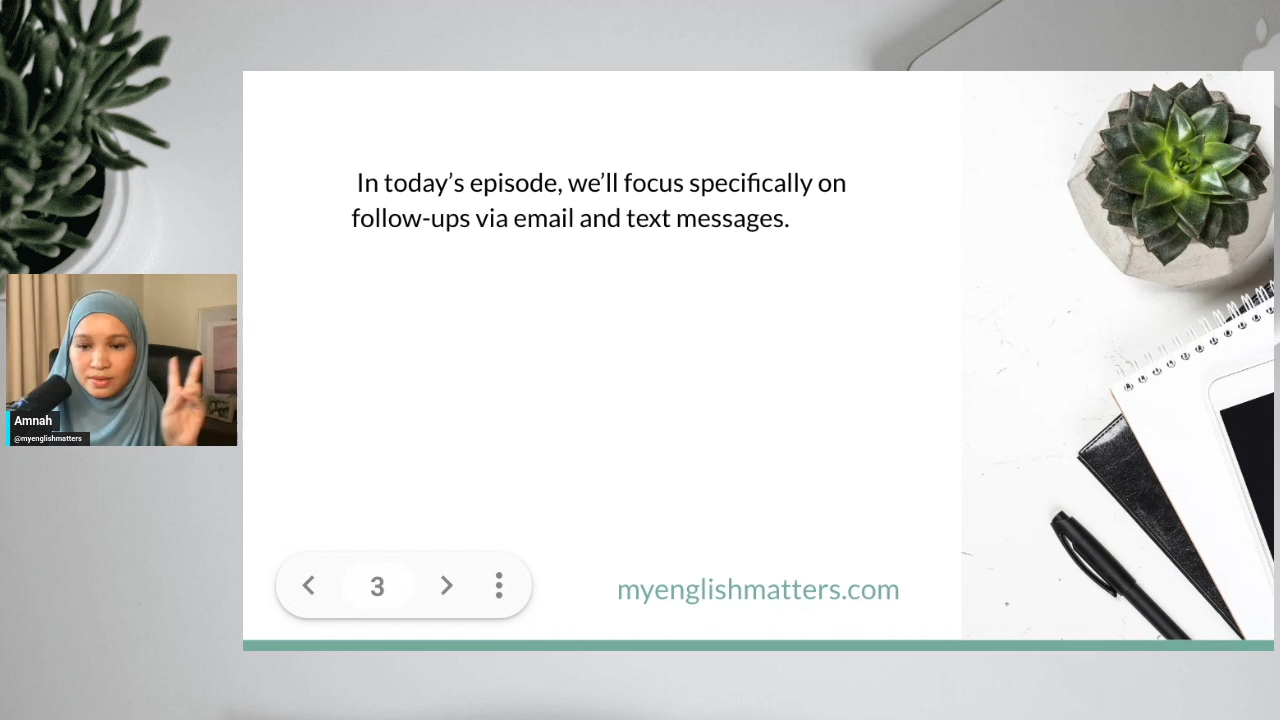 In today’s episode, we’ll focus specifically on
follow-ups via email and text messages.
Amnah
@myenglishmatters
3
myenglishmatters.com